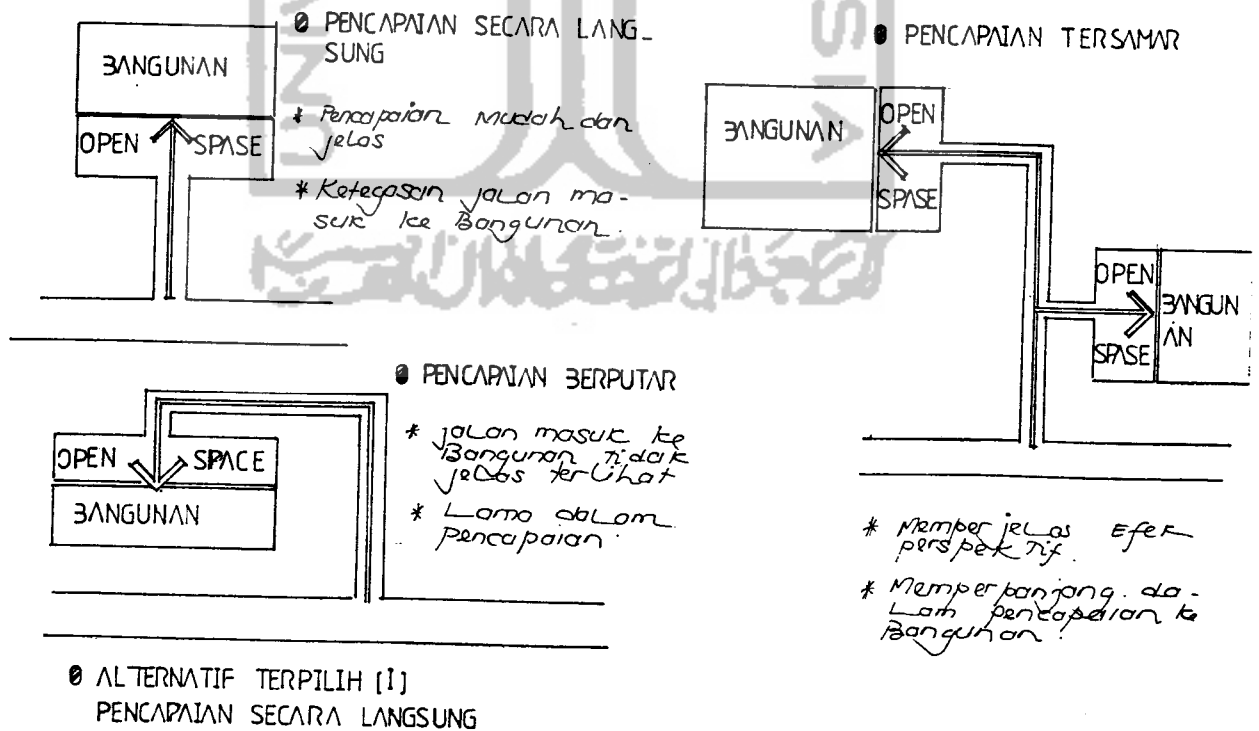 PENCAPAIAN SECARA LANG-
SUNG
BANGUNAN
OPEN SPASE
* Pencapaian mudah dan
jelas
* Ketegasan jalan ma-
suk ke Bangunan.
PENCAPAIAN TERSAMAR
BANGUNAN
OPEN
SPASE
OPEN
SPASE
BANGUN
AN
* Memperjelas Efek
perspektif.
* Memperpanjang da-
lam pencapaian ke
Bangunan.
PENCAPAIAN BERPUTAR
OPEN SPACE
BANGUNAN
* jalan masuk ke
Bangunan tidak
jelas terlihat
* Lama dalam
pencapaian.
ALTERNATIF TERPILIH [1]
PENCAPAIAN SECARA LANGSUNG